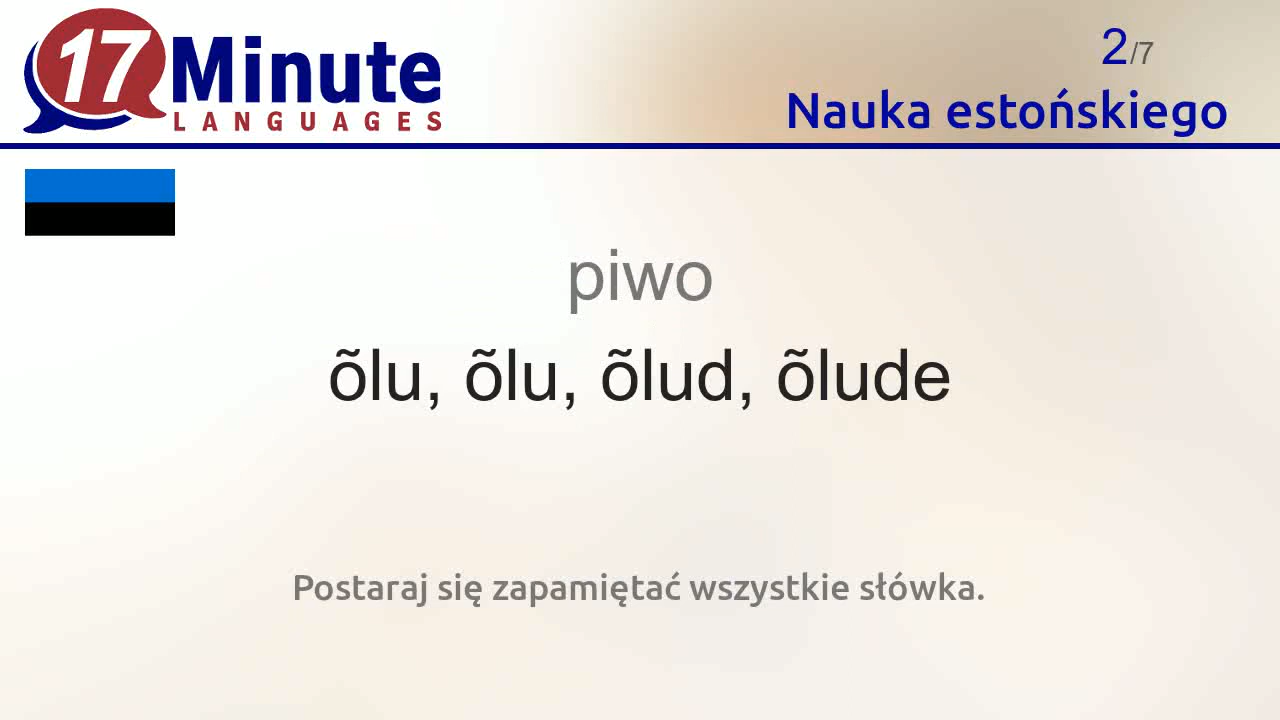 17 Minute
LANGUAGES
2/7
Nauka estońskiego
piwo
õlu, õlu, õlud, õlude
Postaraj się zapamiętać wszystkie słówka.